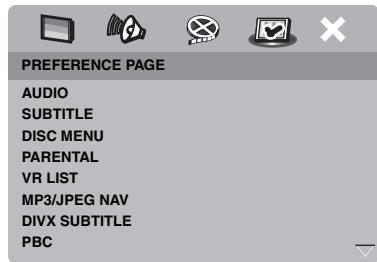 PREFERENCE PAGE
AUDIO
SUBTITLE
DISC MENU
PARENTAL
VR LIST
MP3/JPEG NAV
DIVX SUBTITLE
PBC